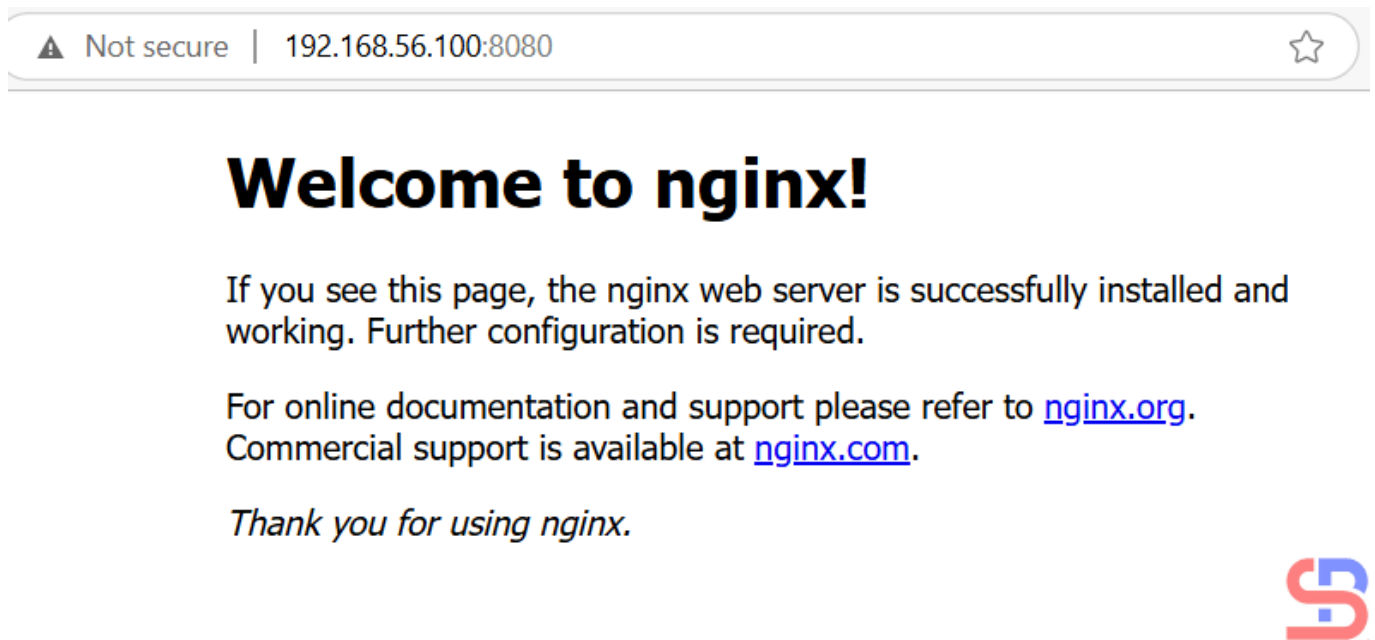 Not secure | 192.168.56.100:8080
Welcome to nginx!
If you see this page, the nginx web server is successfully installed and
working. Further configuration is required.
For online documentation and support please refer to nginx.org.
Commercial support is available at nginx.com.
Thank you for using nginx.